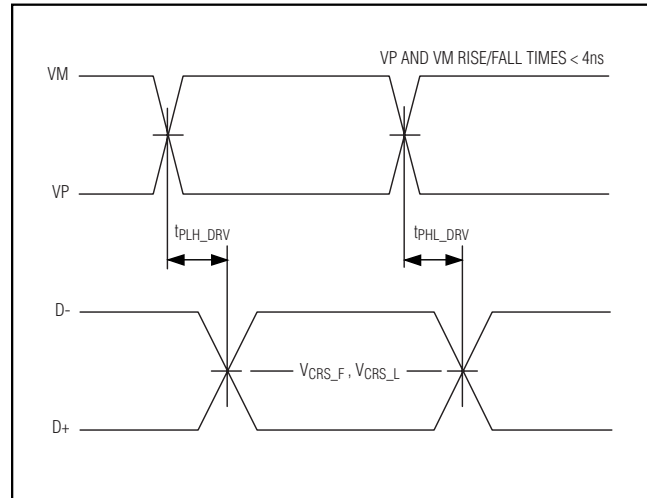 VM
VP AND VM RISE/FALL TIMES < 4ns
VP
tPLH_DRV
tPHL_DRV
D-
VCRS_F , VCRS_L
D+